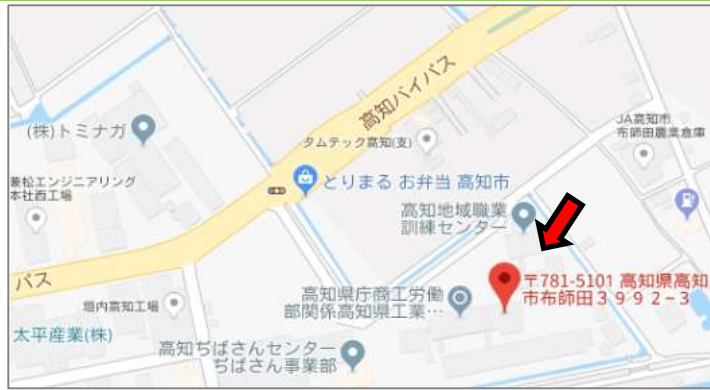 高知バイパス
(株)トミナガ
タムテック高知(支)
JA高知市
布師田農業倉庫
兼松エンジニアリング
本社西工場
とりまる お弁当 高知市
高知地域職業
訓練センター
バス
〒781-5101 高知県高知
市布師田３９９２−３
高知県庁商工労働
部関係高知県工業…
垣内高知工場
太平産業(株)
高知ぢばさんセンター
ぢばさん事業部